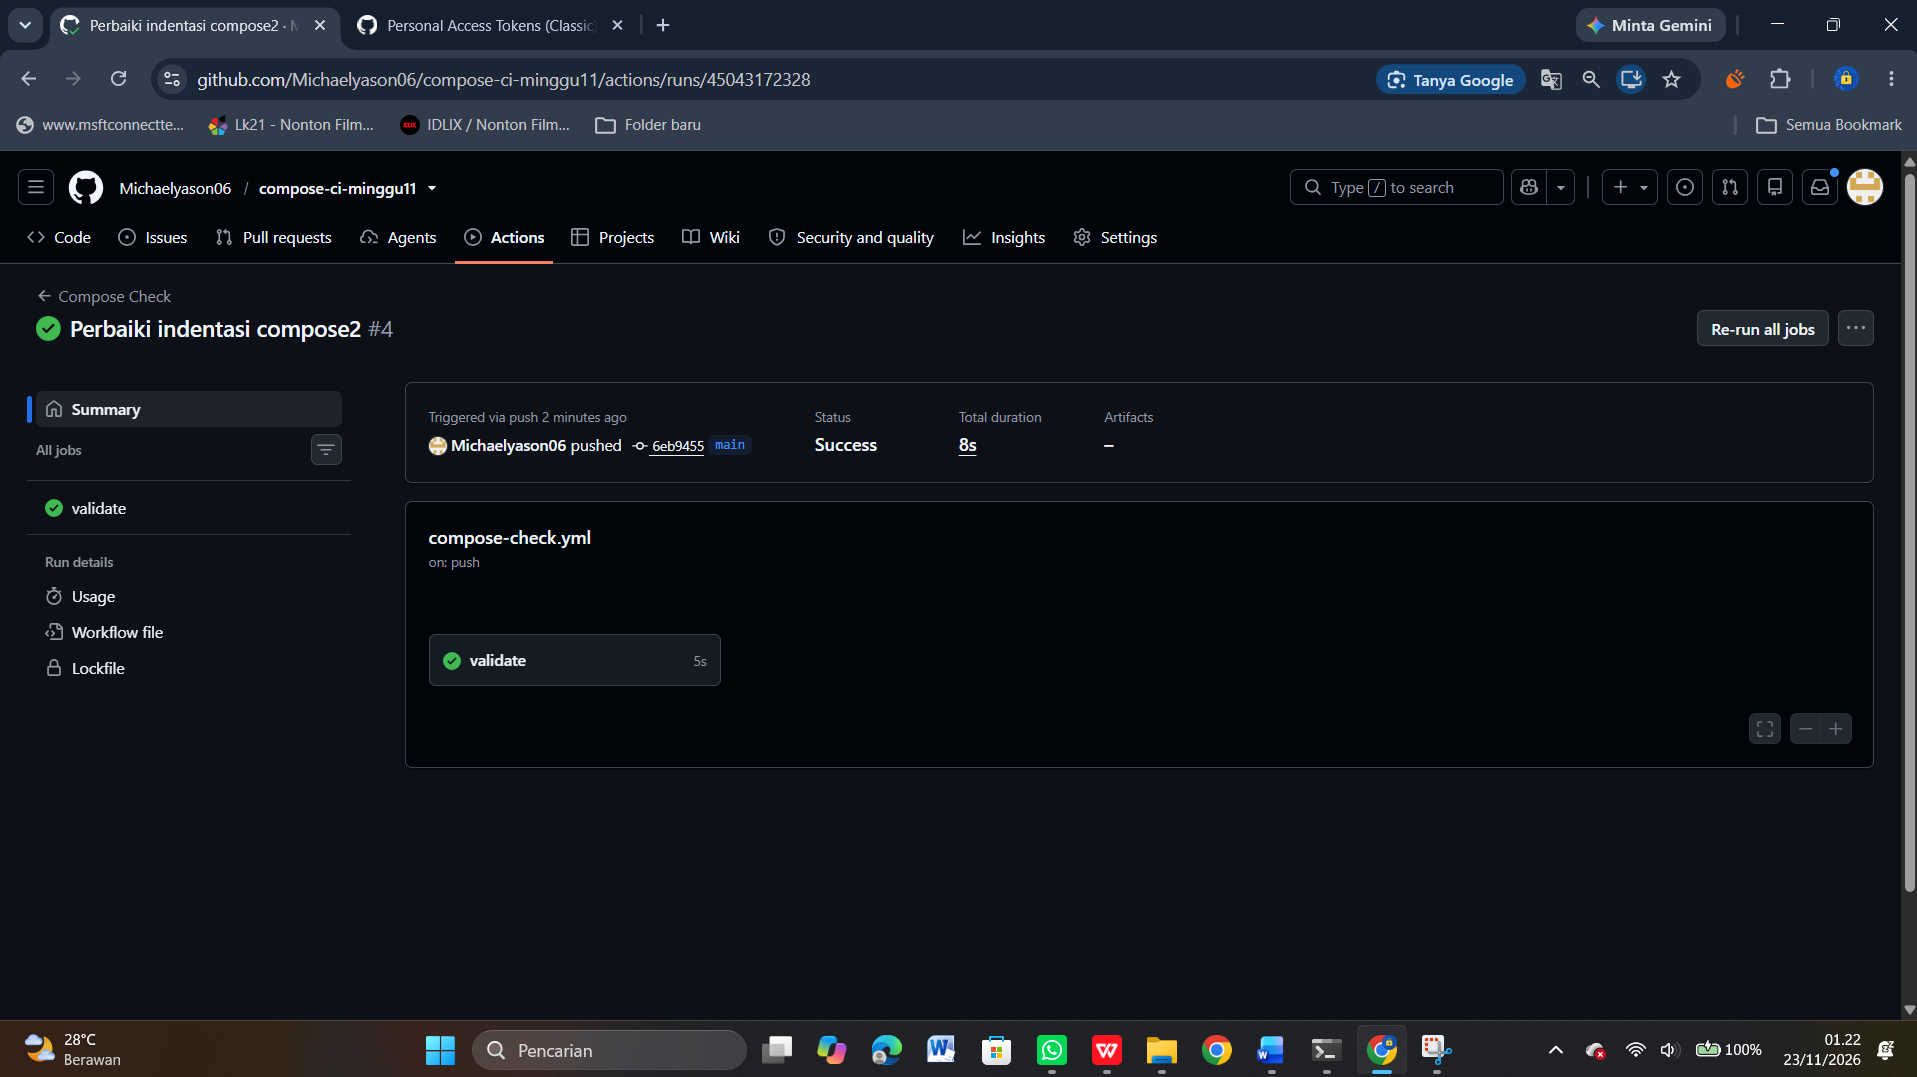 Perbaiki indentasi compose2 · M
Personal Access Tokens (Classic)
Minta Gemini
github.com/Michaelyason06/compose-ci-minggu11/actions/runs/45043172328
Tanya Google
www.msftconnectte...
Lk21 - Nonton Film...
IDLIX / Nonton Film...
Folder baru
Semua Bookmark
Michaelyason06 / compose-ci-minggu11
Type / to search
Code
Issues
Pull requests
Agents
Actions
Projects
Wiki
Security and quality
Insights
Settings
Compose Check
Perbaiki indentasi compose2 #4
Re-run all jobs
Summary
All jobs
validate
Run details
Usage
Workflow file
Lockfile
Triggered via push 2 minutes ago
Michaelyason06 pushed 6eb9455 main
Status
Success
Total duration
8s
Artifacts
–
compose-check.yml
on: push
validate 5s
28°C
Berawan
Pencarian
100%
01.22
23/11/2026